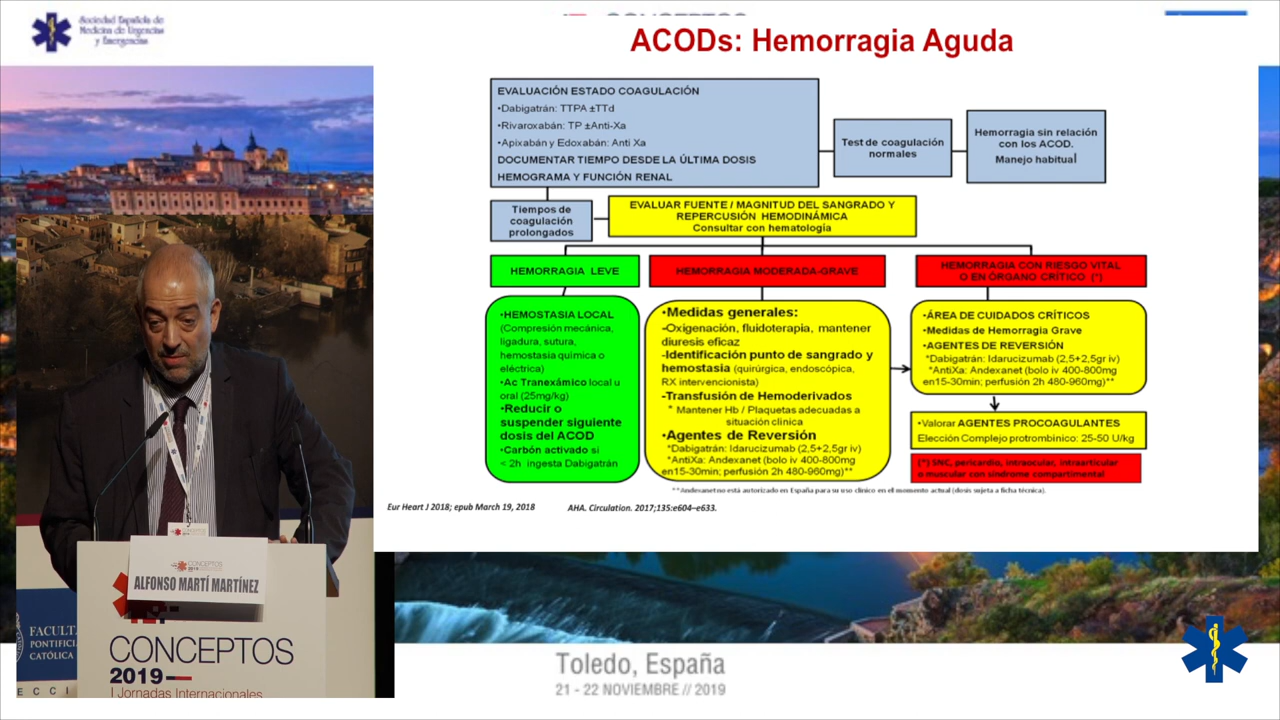 Sociedad Española de
Medicina de Urgencias
y Emergencias
CONCEPTOS
ACODs: Hemorragia Aguda
EVALUACIÓN ESTADO COAGULACIÓN
•Dabigatrán: TTPA ±TTd
•Rivaroxabán: TP ±Anti-Xa
•Apixabán y Edoxabán: Anti Xa
DOCUMENTAR TIEMPO DESDE LA ÚLTIMA DOSIS
HEMOGRAMA Y FUNCIÓN RENAL
Test de coagulación
normales
Hemorragia sin relación
con los ACOD.
Manejo habitual
Tiempos de
coagulación
prolongados
EVALUAR FUENTE / MAGNITUD DEL SANGRADO Y
REPERCUSIÓN HEMODINÁMICA
Consultar con hematología
HEMORRAGIA LEVE
•HEMOSTASIA LOCAL
(Compresión mecánica,
ligadura, sutura,
hemostasia química o
eléctrica)
•Ac Tranexámico local u
oral (25mg/kg)
•Reducir o
suspender siguiente
dosis del ACOD
•Carbón activado si
< 2h ingesta Dabigatrán
HEMORRAGIA MODERADA-GRAVE
•Medidas generales:
-Oxigenación, fluidoterapia, mantener
diuresis eficaz
-Identificación punto de sangrado y
hemostasia (quirúrgica, endoscópica,
RX intervencionista)
-Transfusión de Hemoderivados
* Mantener Hb / Plaquetas adecuadas a
situación clínica
•Agentes de Reversión
*Dabigatrán: Idarucizumab (2,5+2,5gr iv)
*AntiXa: Andexanet (bolo iv 400-800mg
en15-30min; perfusión 2h 480-960mg)**
HEMORRAGIA CON RIESGO VITAL
O EN ÓRGANO CRÍTICO (*)
•ÁREA DE CUIDADOS CRÍTICOS
•Medidas de Hemorragia Grave
•AGENTES DE REVERSIÓN
*Dabigatrán: Idarucizumab (2,5+2,5gr iv)
*AntiXa: Andexanet (bolo iv 400-800mg
en15-30min; perfusión 2h 480-960mg)**
•Valorar AGENTES PROCOAGULANTES
Elección Complejo protrombínico: 25-50 U/kg
(*) SNC, pericardio, intraocular, intraarticular
o muscular con síndrome compartimental
**Andexanet no está autorizado en España para su uso clínico en el momento actual (dosis sujeta a ficha técnica).
Eur Heart J 2018; epub March 19, 2018
AHA. Circulation. 2017;135:e604–e633.
CONCEPTOS
ALFONSO MARTÍ MARTÍNEZ
FACULT
PONTIFIC
CATÓLICA
E C C I
CONCEPTOS
2019
I Jornadas Internacionales
Toledo, España
21 - 22 NOVIEMBRE // 2019